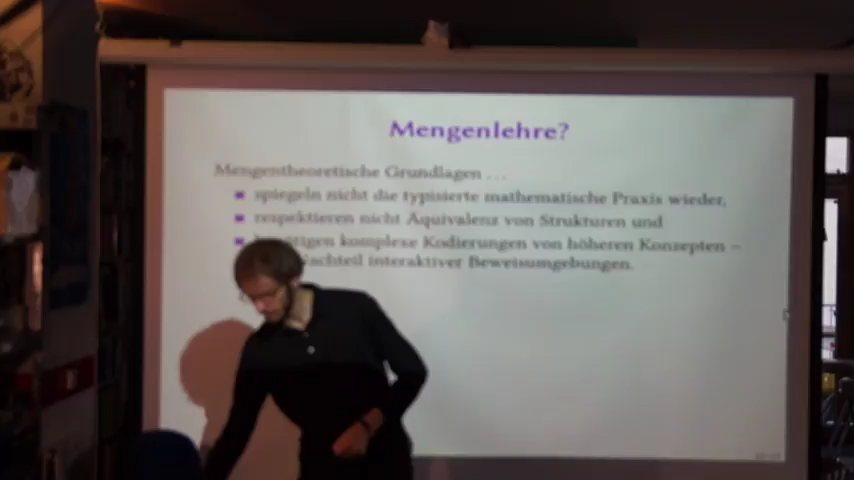 Mengenlehre?
Mengentheoretische Grundlagen ...
spiegeln nicht die typisierte mathematische Praxis wieder,
respektieren nicht Äquivalenz von Strukturen und
komplexe Kodierungen von höheren Konzepten –
interaktiver Beweisumgebungen.